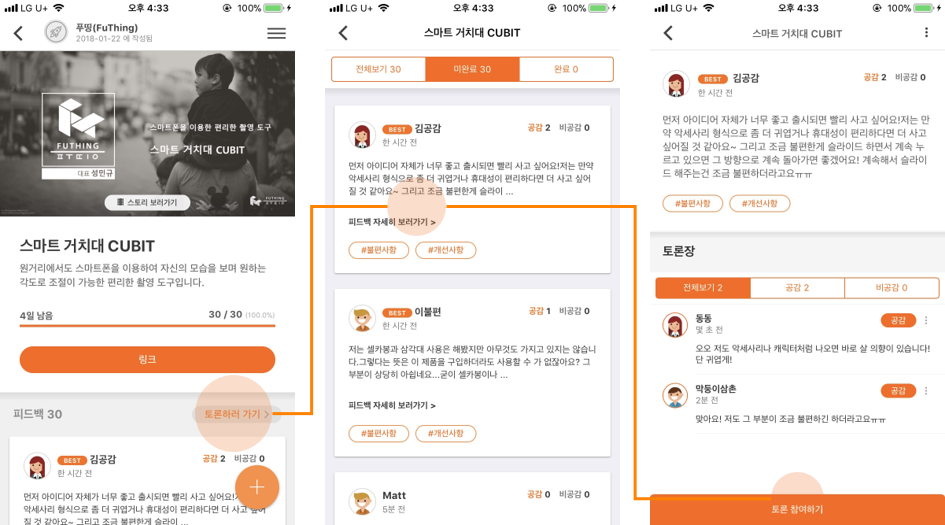 LG U+ 오후 4:33 100%
푸띵(FuThing)
2018-01-22 에 작성됨
FUTHING
대표 성민규
스마트폰을 이용한 편리한 촬영 도구
스마트 거치대 CUBIT
스토리 보러가기
FUTHING
스마트 거치대 CUBIT
원거리에서도 스마트폰을 이용하여 자신의 모습을 보며 원하는
각도로 조절이 가능한 편리한 촬영 도구입니다.
4일 남음 30 / 30 (100.0%)
링크
피드백 30 토론하러 가기 >
BEST 김공감 공감 2 비공감 0
한 시간 전
먼저 아이디어 자체가 너무 좋고 출시되면 빨리 사고 싶어요!저
악세사리 형식으로 좀 더 귀엽거나 휴대성이 편리하다면 더 사고 싶어
질 것 같아요~ 그리고 조금 불편한게 슬라이 ...
LG U+ 오후 4:33 100%
스마트 거치대 CUBIT
전체보기 30 미완료 30 완료 0
BEST 김공감 공감 2 비공감 0
한 시간 전
먼저 아이디어 자체가 너무 좋고 출시되면 빨리 사고 싶어요!저는 만약
악세사리 형식으로 좀 더 귀엽거나 휴대성이 편리하다면 더 사고 싶어
질 것 같아요~ 그리고 조금 불편한게 슬라이 ...
피드백 자세히 보러가기 >
#불편사항 #개선사항
BEST 이불편 공감 1 비공감 0
한 시간 전
저는 셀카봉과 삼각대 사용은 해봤지만 아무것도 가지고 있지는 않습니
다.그렇다는 뜻은 이 제품을 구입하더라도 사용할 수 가 없잖아요? 그
부분이 상당히 아쉽네요...굳이 셀카봉이나 ...
피드백 자세히 보러가기 >
#불편사항 #개선사항
Matt 공감 0 비공감 0
5분 전
LG U+ 오후 4:33 100%
스마트 거치대 CUBIT
BEST 김공감 공감 2 비공감 0
한 시간 전
먼저 아이디어 자체가 너무 좋고 출시되면 빨리 사고 싶어요!저는 만
약 악세사리 형식으로 좀 더 귀엽거나 휴대성이 편리하다면 더 사고
싶어질 것 같아요~ 그리고 조금 불편한게 슬라이드 하면서 계속 누
르고 있으면 그 방향으로 계속 돌아가면 좋겠어요! 계속해서 슬라이
드 해주는건 조금 불편하더라고요ㅠㅠ
#불편사항 #개선사항
토론장
전체보기 2 공감 2 비공감 0
동동 공감
몇 초 전
오오 저도 악세사리나 캐릭터처럼 나오면 바로 살 의향이 있습니다!
단 귀엽게!
막둥이삼촌 공감
2분 전
맞아요! 저도 그 부분이 조금 불편하긴 하더라고요ㅠㅠ
토론 참여하기